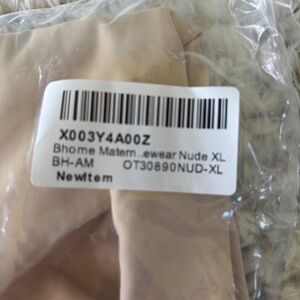 X003Y4A00Z
Bhome Matern..ewear Nude XL
BH-AM OT30890NUD-XL
NewItem